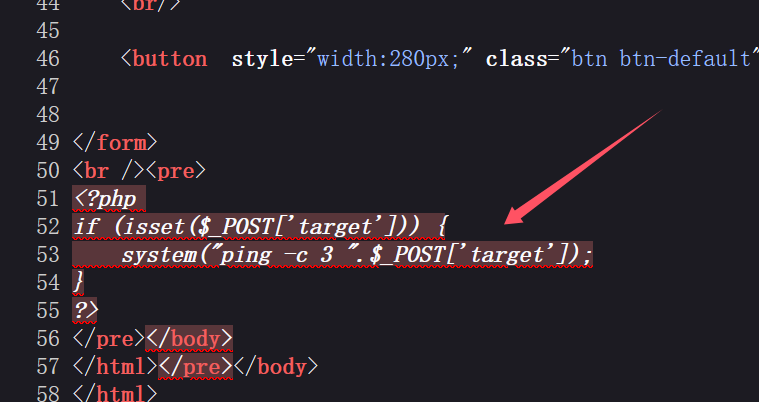 44 <br/>
45
46 <button  style="width:280px;" class="btn btn-default"
47
48
49 </form>
50 <br /><pre>
51 <?php
52 if (isset($_POST['target'])) {
53     system("ping -c 3 ".$_POST['target']);
54 }
55 ?>
56 </pre></body>
57 </html></pre></body>
58 </html>